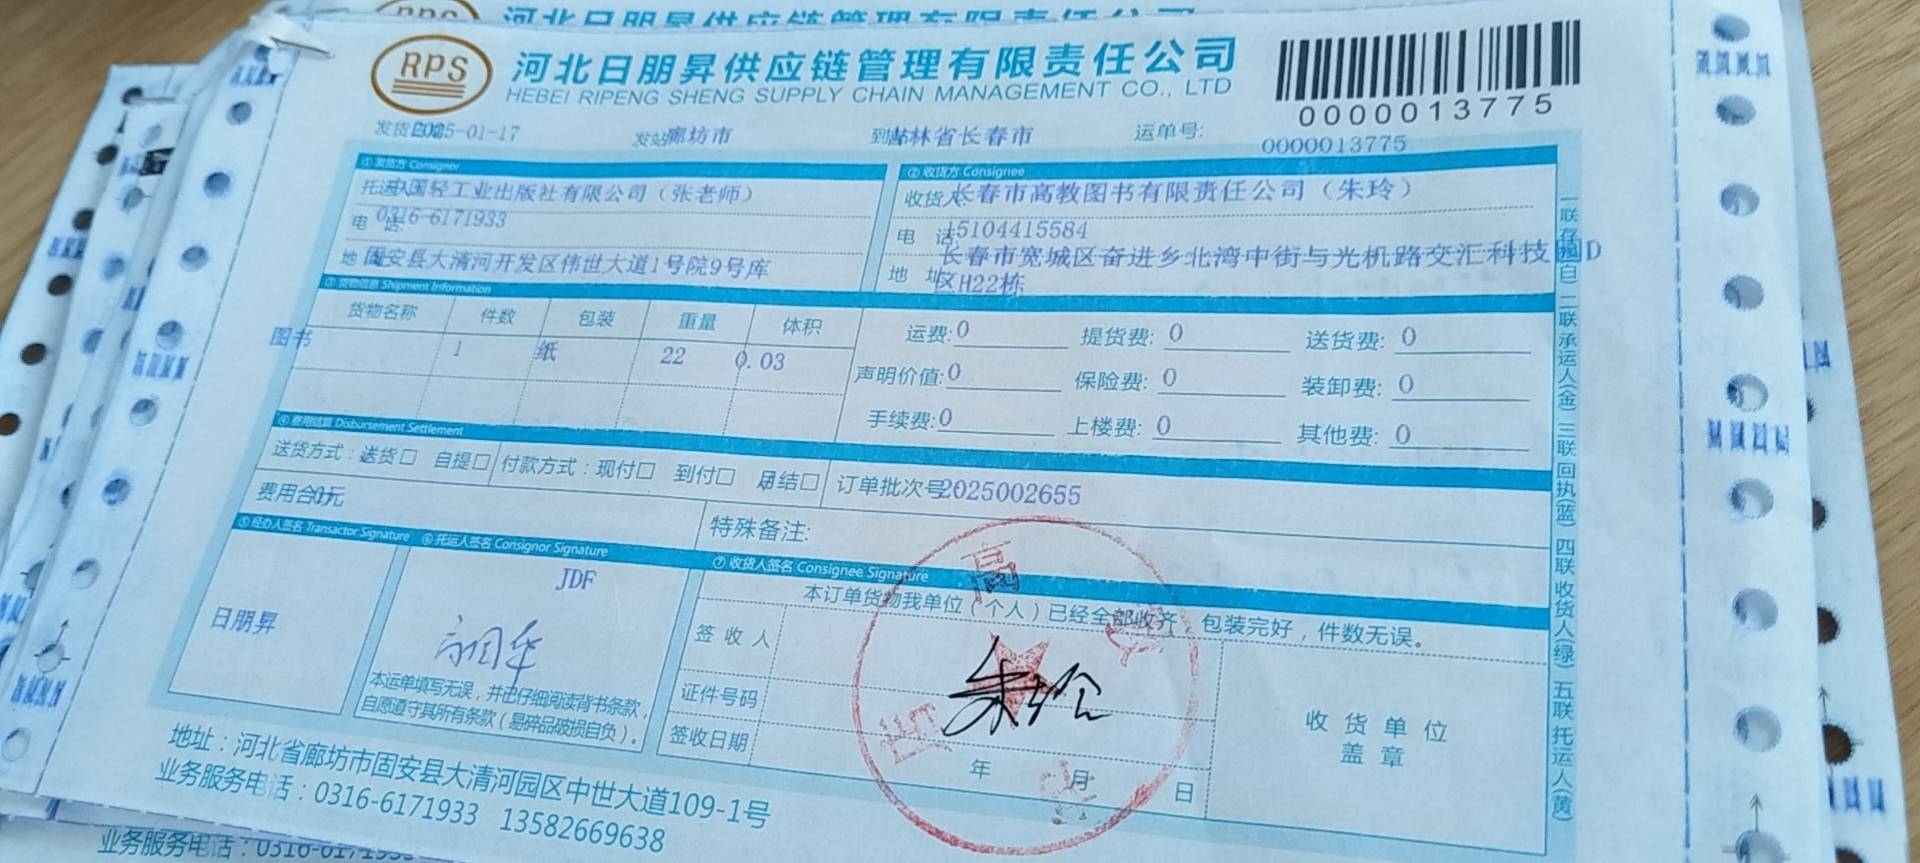 RPS
河北日朋昇供应链管理有限责任公司
HEBEI RIPENG SHENG SUPPLY CHAIN MANAGEMENT CO., LTD
0000013775
发货日期 2025-01-17 发站 廊坊市 到站 吉林省长春市 运单号: 0000013775
①发货方 Consignor ②收货方 Consignee
托运人 中国轻工业出版社有限公司（张老师） 收货人 长春市高教图书有限责任公司（朱玲）
电 话: 0316-6171933 电 话: 15104415584
地 固安县大清河开发区伟世大道1号院9号库 地 址 长春市宽城区奋进乡北湾中街与光机路交汇科技园D
区H22栋
③货物信息 Shipment Information
货物名称 件数 包装 重量 体积 运费:0 提货费: 0 送货费: 0
图书 1 纸 22 0.03 声明价值:0 保险费: 0 装卸费: 0
手续费:0 上楼费: 0 其他费: 0
④费用结算 Disbursement Settlement
送货方式：送货□ 自提□ 付款方式：现付□ 到付□ 月结□ 订单批次号2025002655
费用合 0元 特殊备注:
⑤经办人签名 Transactor Signature ⑥托运人签名 Consignor Signature ⑦收货人签名 Consignee Signature
JDF 本订单货物我单位（个人）已经全部收齐，包装完好，件数无误。
日朋昇 签 收 人 朱玲
本运单填写无误，并已仔细阅读背书条款， 证件号码 收 货 单 位
自愿遵守其所有条款（易碎品破损自负）。 签收日期 年 月 日 盖 章
高
地址：河北省廊坊市固安县大清河园区中世大道109-1号
业务服务电话：0316-6171933 13582669638
一联存根(白) 二联承运人(金) 三联回执(蓝) 四联收货人(绿) 五联托运人(黄)
业务服务电话：0316-6171933